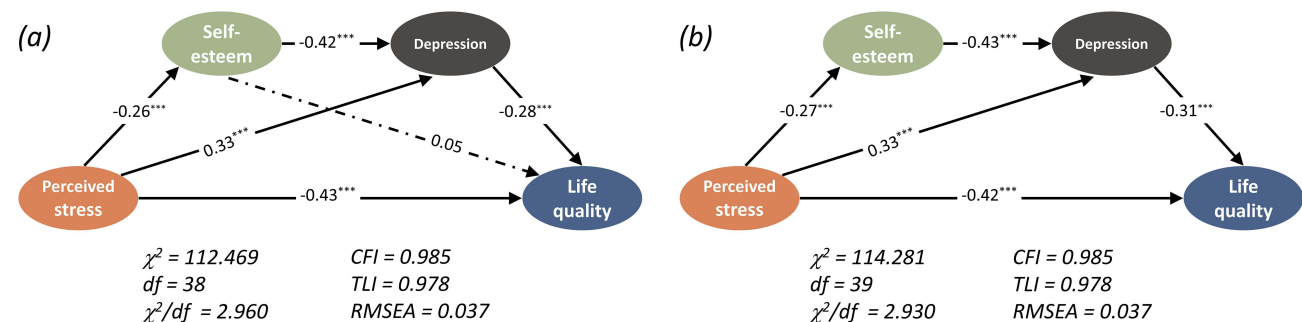 (a)
Self-
esteem
-0.42***
Depression
-0.26***
0.33***
0.05
-0.28***
Perceived
stress
-0.43***
Life
quality
χ² = 112.469
df = 38
χ²/df = 2.960
CFI = 0.985
TLI = 0.978
RMSEA = 0.037
(b)
Self-
esteem
-0.43***
Depression
-0.27***
0.33***
-0.31***
Perceived
stress
-0.42***
Life
quality
χ² = 114.281
df = 39
χ²/df = 2.930
CFI = 0.985
TLI = 0.978
RMSEA = 0.037